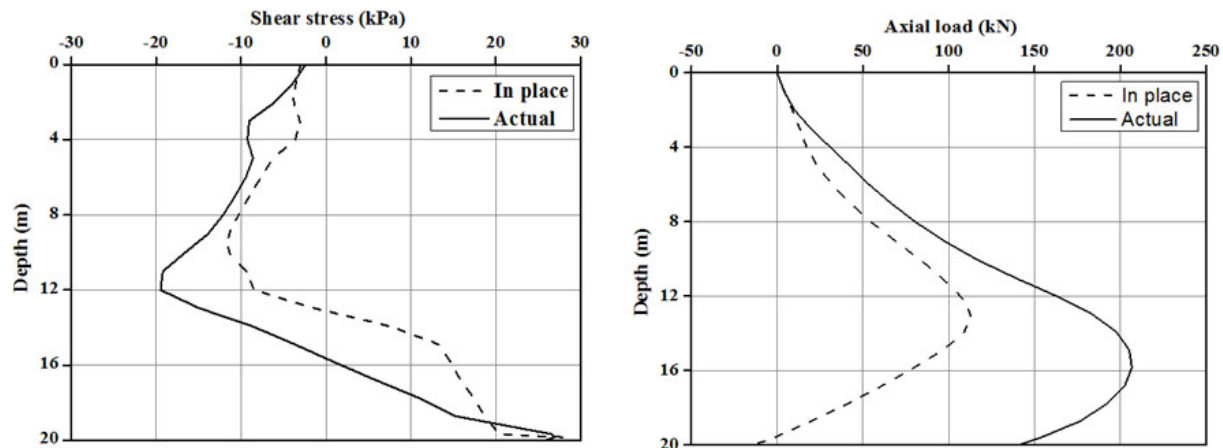 Shear stress (kPa)
-30 -20 -10 0 10 20 30
0
4
8
12
16
20
Depth (m)
In place
Actual
Axial load (kN)
-50 0 50 100 150 200 250
0
4
8
12
16
20
Depth (m)
In place
Actual